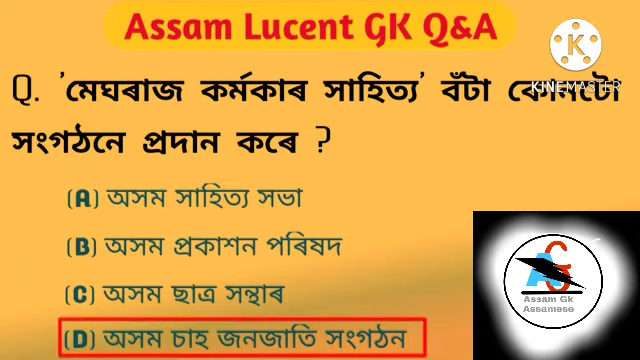 Assam Lucent GK Q&A
Q. 'মেঘৰাজ কৰ্মকাৰ সাহিত্য' বঁটা কোনটো
সংগঠনে প্ৰদান কৰে ?
(A) অসম সাহিত্য সভা
(B) অসম প্ৰকাশন পৰিষদ
(C) অসম ছাত্ৰ সন্থাৰ
(D) অসম চাহ জনজাতি সংগঠন
K
KINEMASTER
AG
Assam Gk
Assamese